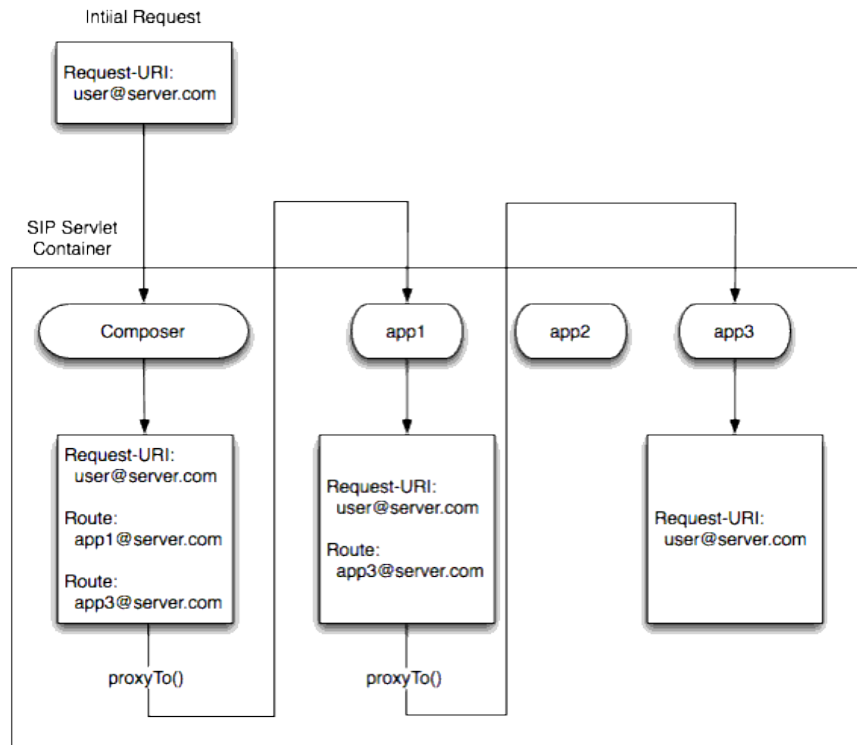 Intiial Request
Request-URI:
user@server.com
SIP Servlet
Container
Composer
app1
app2
app3
Request-URI:
user@server.com
Route:
app1@server.com
Route:
app3@server.com
Request-URI:
user@server.com
Route:
app3@server.com
Request-URI:
user@server.com
proxyTo()
proxyTo()